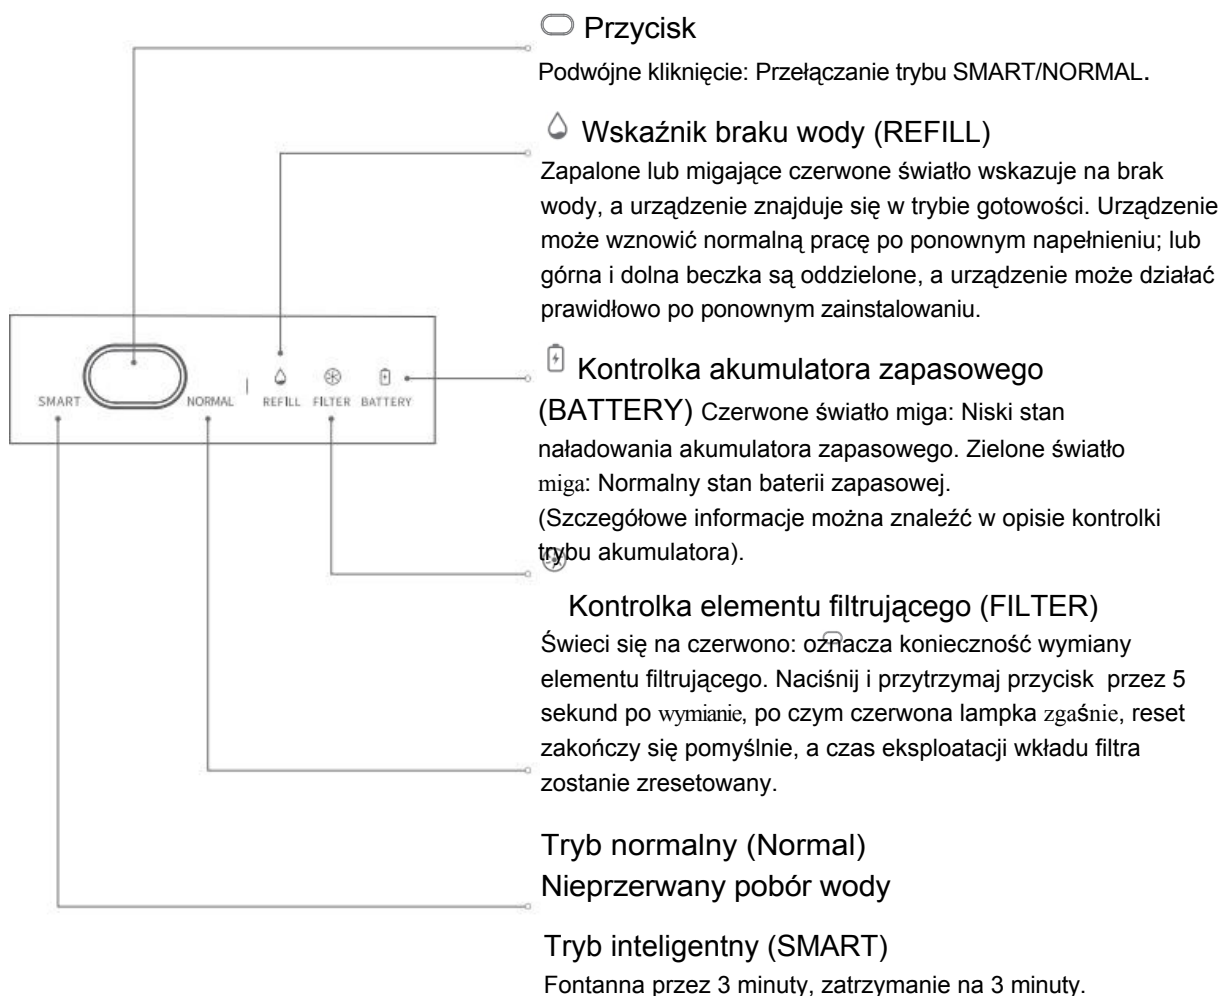 Przycisk
Podwójne kliknięcie: Przełączanie trybu SMART/NORMAL.
Wskaźnik braku wody (REFILL)
Zapalone lub migające czerwone światło wskazuje na brak
wody, a urządzenie znajduje się w trybie gotowości. Urządzenie
może wznowić normalną pracę po ponownym napełnieniu; lub
górna i dolna beczka są oddzielone, a urządzenie może działać
prawidłowo po ponownym zainstalowaniu.
SMART NORMAL REFILL FILTER BATTERY
Kontrolka akumulatora zapasowego
(BATTERY) Czerwone światło miga: Niski stan
naładowania akumulatora zapasowego. Zielone światło
miga: Normalny stan baterii zapasowej.
(Szczegółowe informacje można znaleźć w opisie kontrolki
trybu akumulatora).
Kontrolka elementu filtrującego (FILTER)
Świeci się na czerwono: oznacza konieczność wymiany
elementu filtrującego. Naciśnij i przytrzymaj przycisk przez 5
sekund po wymianie, po czym czerwona lampka zgaśnie, reset
zakończy się pomyślnie, a czas eksploatacji wkładu filtra
zostanie zresetowany.
Tryb normalny (Normal)
Nieprzerwany pobór wody
Tryb inteligentny (SMART)
Fontanna przez 3 minuty, zatrzymanie na 3 minuty.